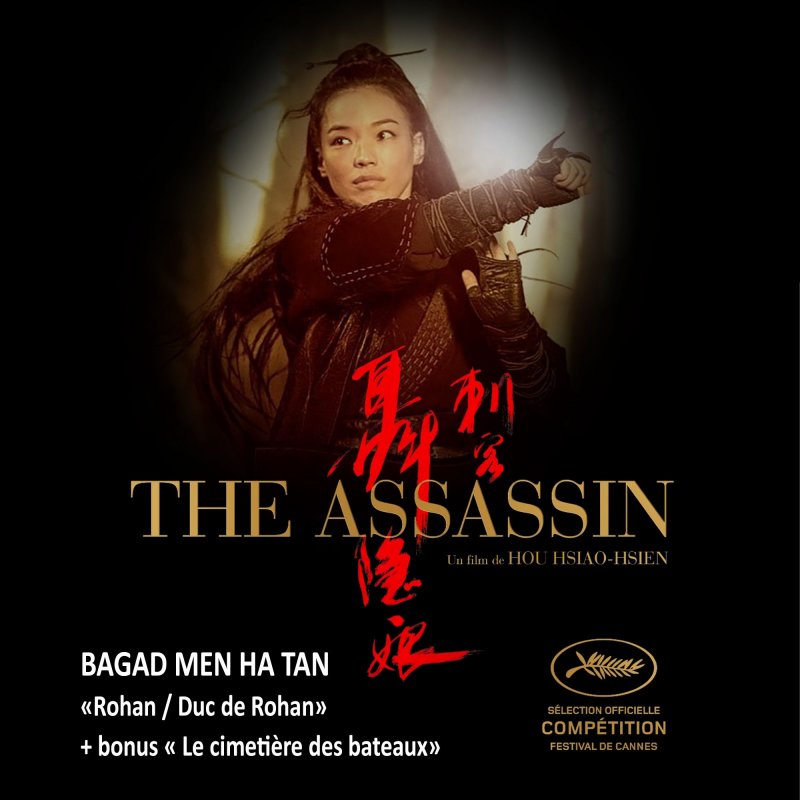 刺客
聶隱娘
THE ASSASSIN
Un film de HOU HSIAO-HSIEN
BAGAD MEN HA TAN
«Rohan / Duc de Rohan»
+ bonus « Le cimetière des bateaux»
SÉLECTION OFFICIELLE
COMPÉTITION
FESTIVAL DE CANNES